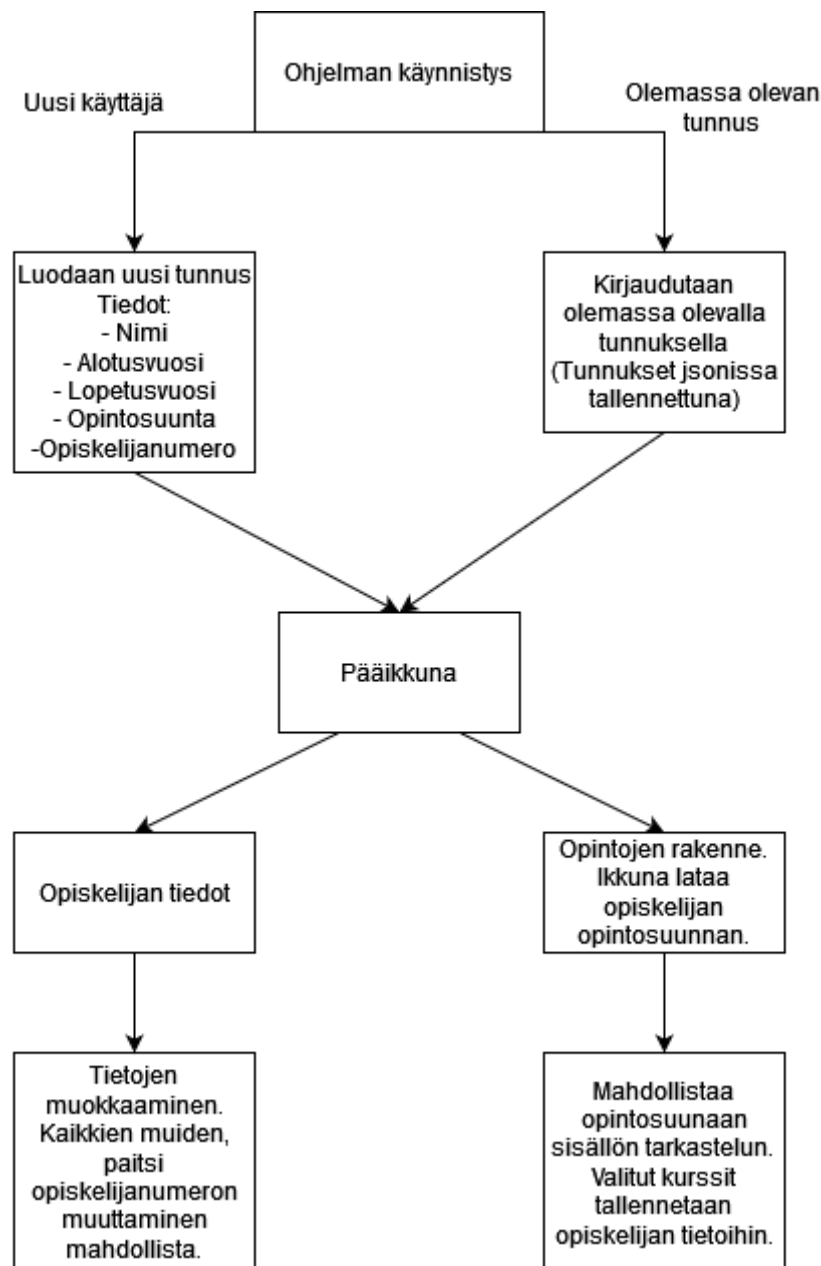 Ohjelman käynnistys
Uusi käyttäjä
Olemassa olevan
tunnus
Luodaan uusi tunnus
Tiedot:
- Nimi
- Alotusvuosi
- Lopetusvuosi
- Opintosuunta
-Opiskelijanumero
Kirjaudutaan
olemassa olevalla
tunnuksella
(Tunnukset jsonissa
tallennettuna)
Pääikkuna
Opiskelijan tiedot
Opintojen rakenne.
Ikkuna lataa
opiskelijan
opintosuunnan.
Tietojen
muokkaaminen.
Kaikkien muiden,
paitsi
opiskelijanumeron
muuttaminen
mahdollista.
Mahdollistaa
opintosuunaan
sisällön tarkastelun.
Valitut kurssit
tallennetaan
opiskelijan tietoihin.